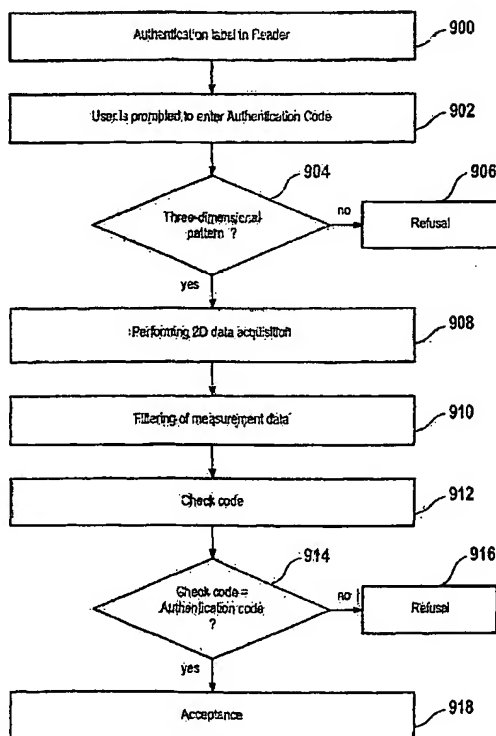 Authentication label in Reader
900
User is prompted to enter Authentication Code
902
904
906
Three-dimensional
pattern ?
no
Refusal
yes
Performing 2D data acquisition
908
Filtering of measurement data
910
Check code
912
914
916
Check code =
Authentication code
?
no
Refusal
yes
Acceptance
918